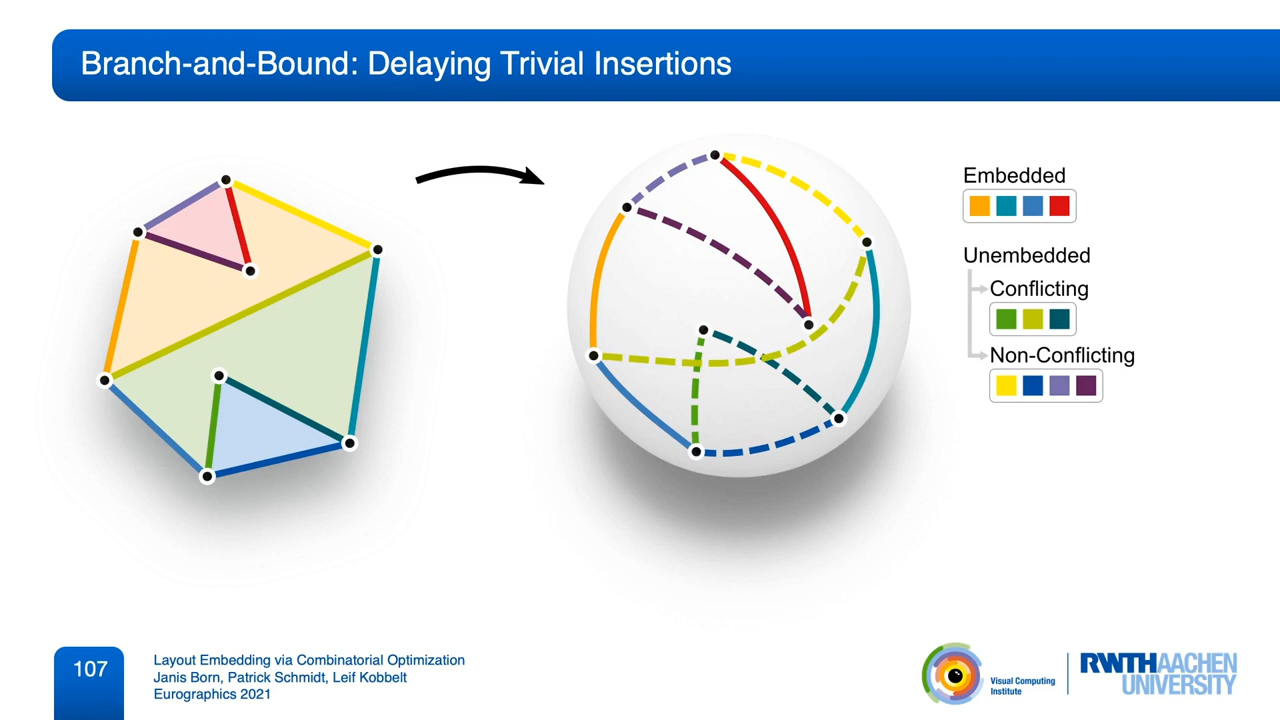 Branch-and-Bound: Delaying Trivial Insertions
Embedded
Unembedded
Conflicting
Non-Conflicting
107
Layout Embedding via Combinatorial Optimization
Janis Born, Patrick Schmidt, Leif Kobbelt
Eurographics 2021
Visual Computing
Institute
RWTHAACHEN
UNIVERSITY